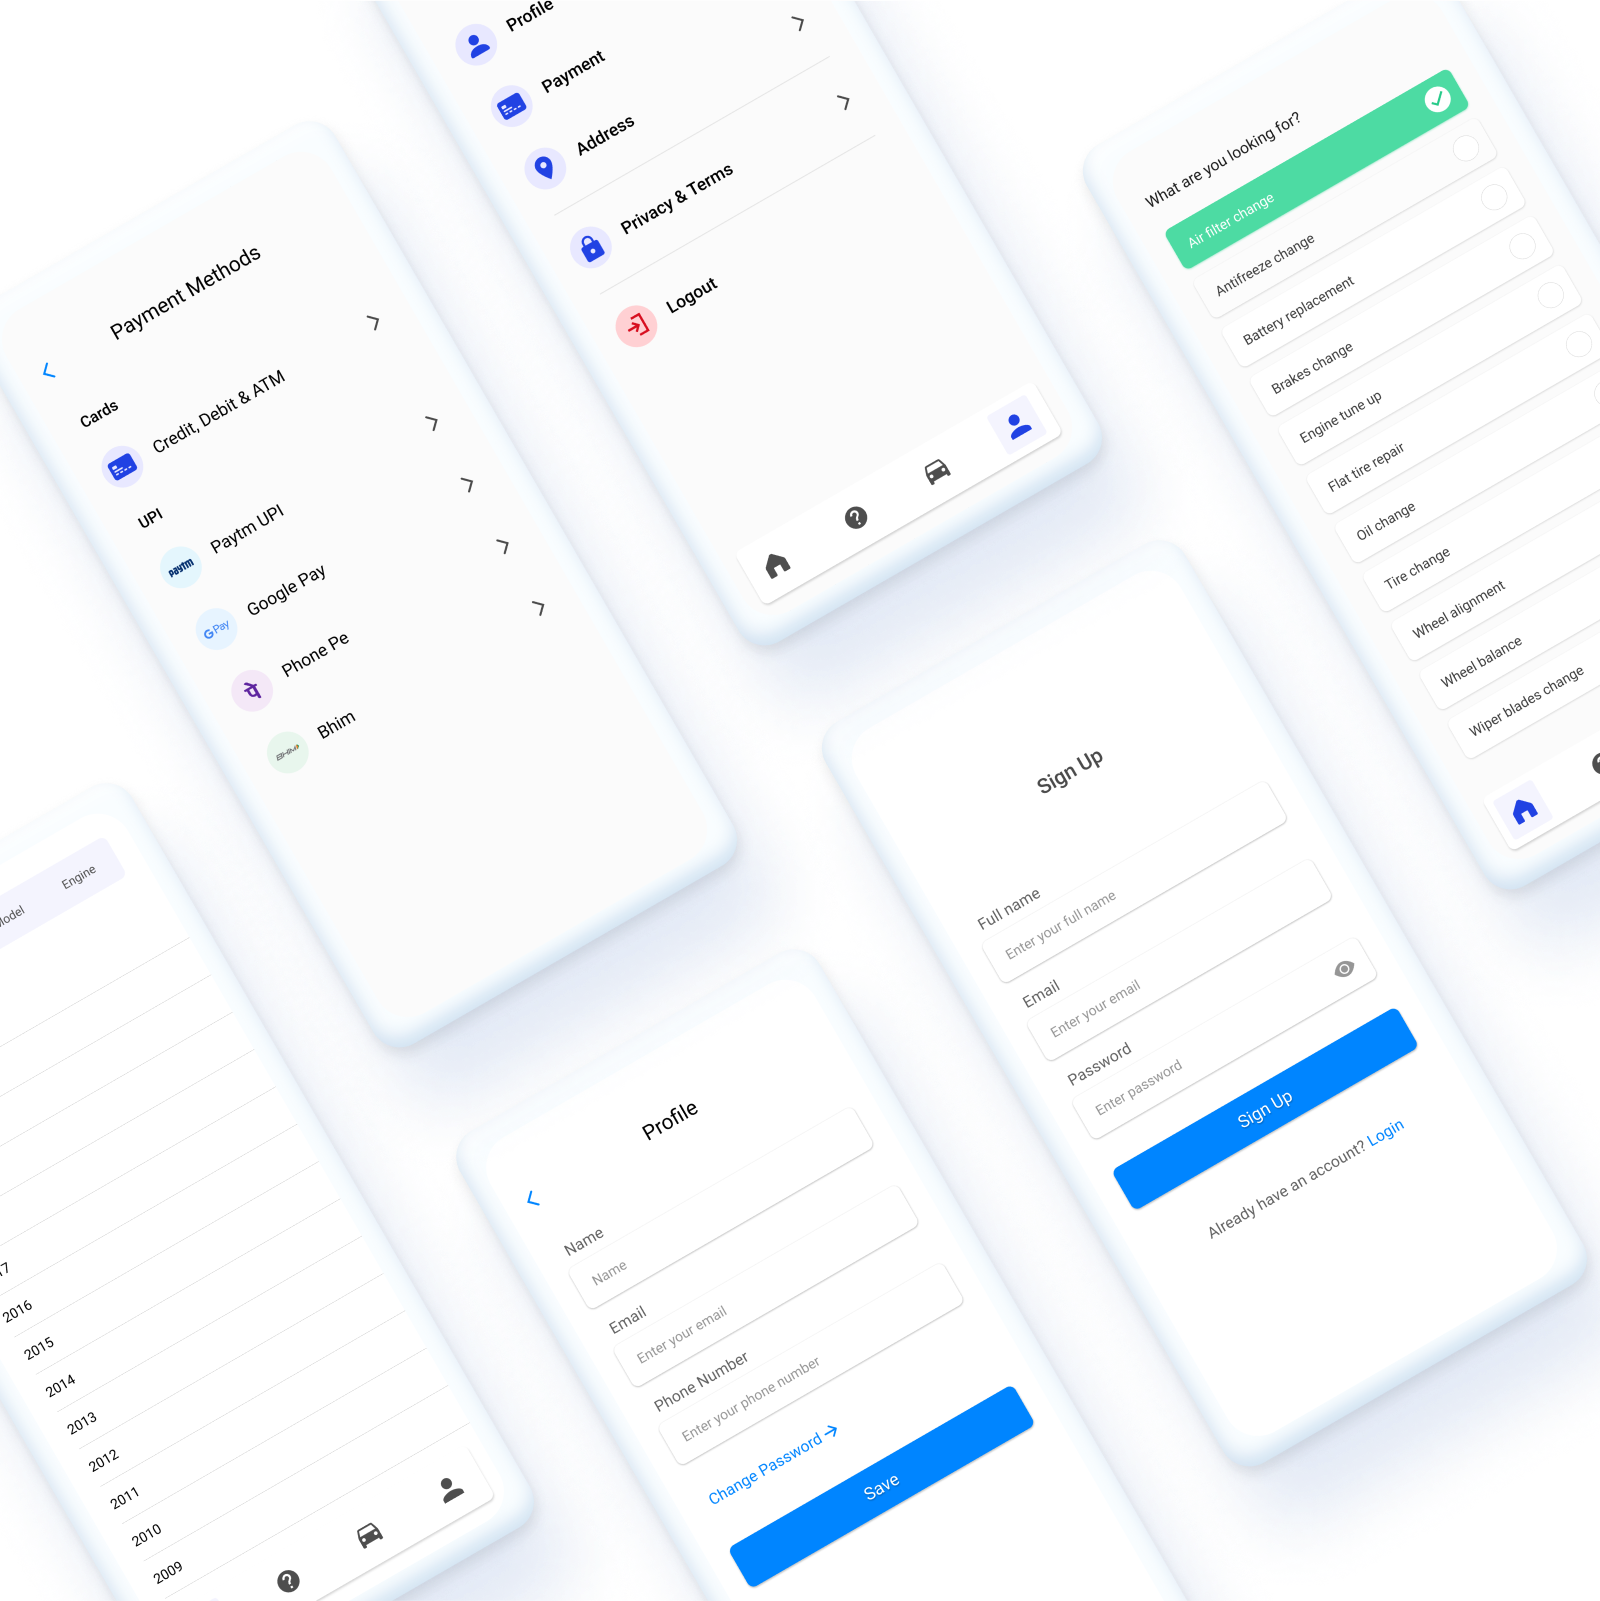 Profile
Payment
Address
Privacy & Terms
Logout
What are you looking for?
Air filter change
Antifreeze change
Battery replacement
Brakes change
Engine tune up
Flat tire repair
Oil change
Tire change
Wheel alignment
Wheel balance
Wiper blades change
Payment Methods
Cards
Credit, Debit & ATM
UPI
paytm
Paytm UPI
G Pay
Google Pay
पे
Phone Pe
BHIM
Bhim
Sign Up
Full name
Enter your full name
Email
Enter your email
Password
Enter password
Sign Up
Already have an account? Login
Model
Engine
17
2016
2015
2014
2013
2012
2011
2010
2009
Profile
Name
Name
Email
Enter your email
Phone Number
Enter your phone number
Change Password
Save